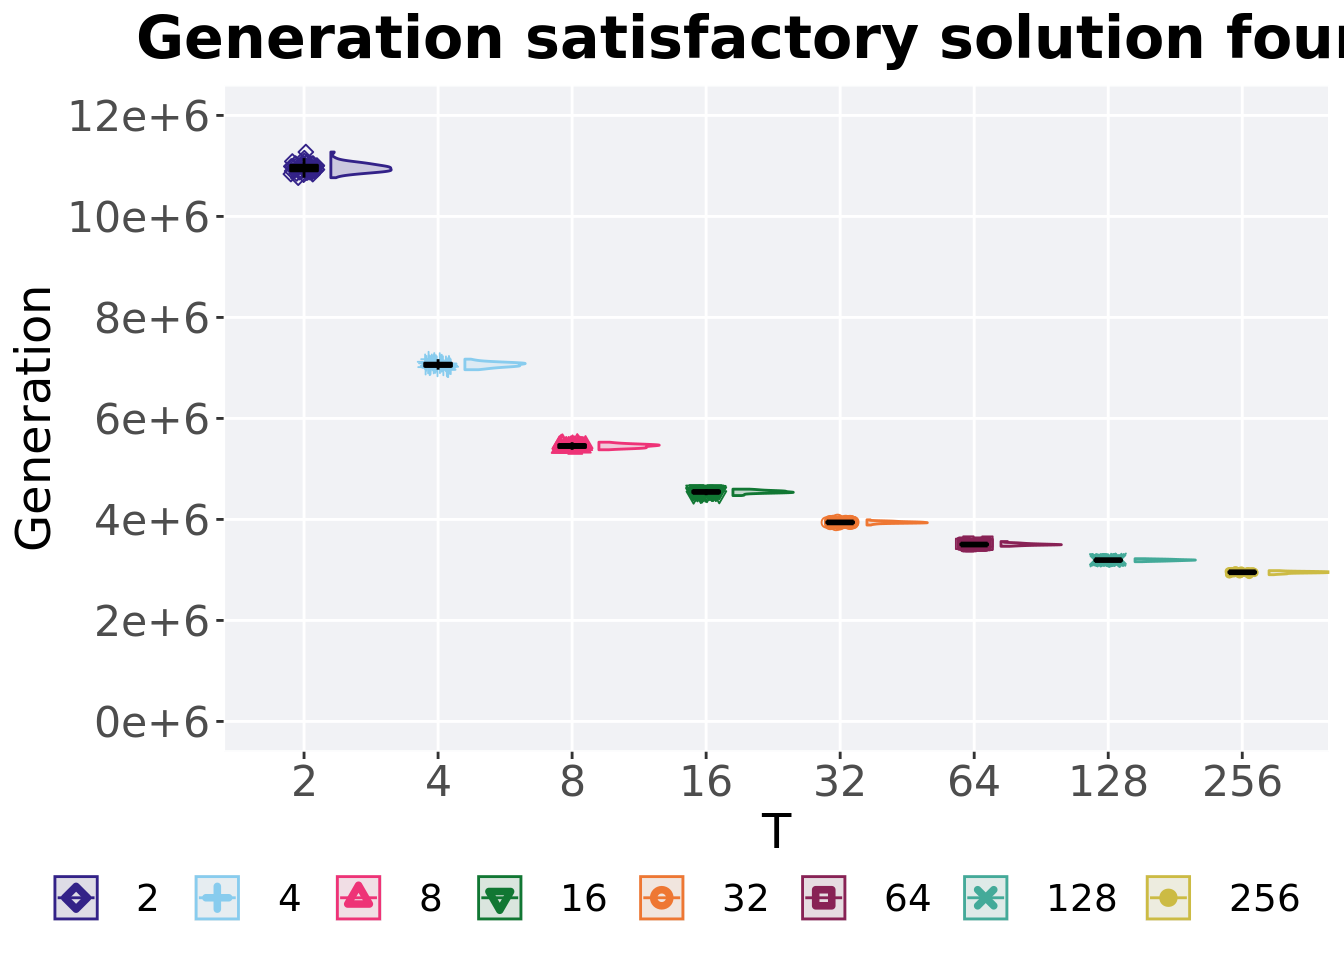 Generation satisfactory solution
12e+6
10e+6
8e+6
6e+6
4e+6
2e+6
0e+6
Generation
2 4 8 16 32 64 128 256
T
2 4 8 16 32 64 128 256